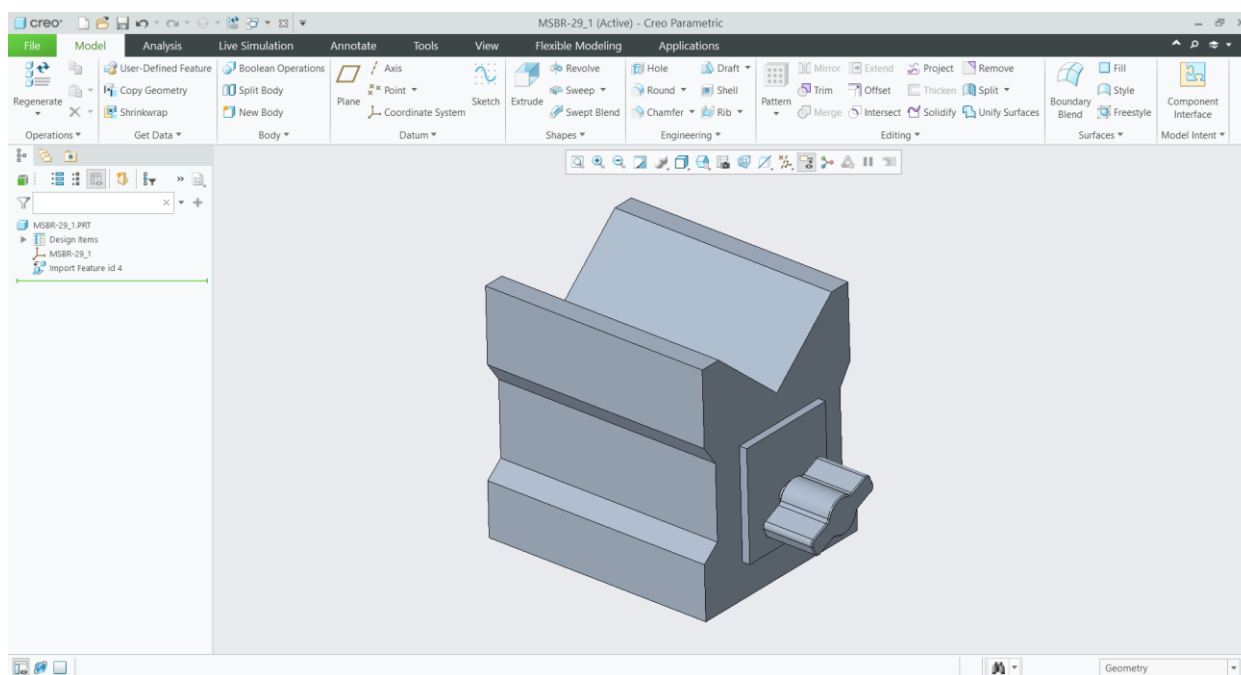 creo
MSBR-29_1 (Active) - Creo Parametric
File Model Analysis Live Simulation Annotate Tools View Flexible Modeling Applications
User-Defined Feature Boolean Operations Axis Revolve Hole Draft Mirror Extend Project Remove Fill
Copy Geometry Split Body Point Sweep Round Shell Trim Offset Thicken Split Style
Regenerate Plane Sketch Extrude Pattern Boundary Blend Component Interface
Shrinkwrap New Body Coordinate System Swept Blend Chamfer Rib Merge Intersect Solidify Unify Surfaces Freestyle
Operations Get Data Body Datum Shapes Engineering Editing Surfaces Model Intent
MSBR-29_1.PRT
Design Items
MSBR-29_1
Import Feature id 4
Geometry